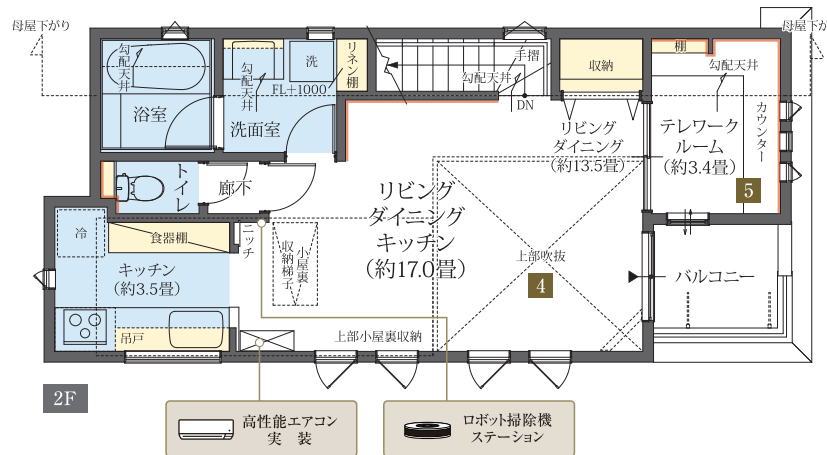 母屋下がり
母屋下がり
勾配天井
浴室
勾配天井
洗
リネン棚
FL+1000
洗面室
手摺
勾配天井
DN
収納
棚
勾配天井
カウンター
テレワーク
ルーム
(約3.4畳)
5
リビング
ダイニング
(約13.5畳)
トイレ
廊下
リビング
ダイニング
キッチン
(約17.0畳)
冷
食器棚
ニッチ
小屋裏
収納梯子
キッチン
(約3.5畳)
吊戸
上部吹抜
4
バルコニー
上部小屋裏収納
2F
高性能エアコン
実装
ロボット掃除機
ステーション